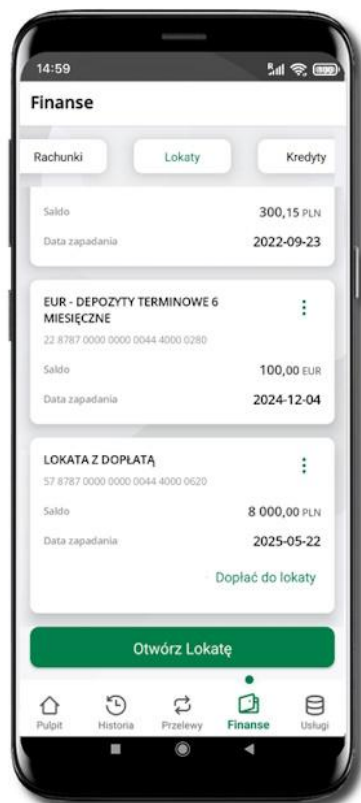 14:59
Finanse
Rachunki Lokaty Kredyty
Saldo 300,15 PLN
Data zapadania 2022-09-23
EUR - DEPOZYTY TERMINOWE 6
MIESIĘCZNE
22 8787 0000 0000 0044 4000 0280
Saldo 100,00 EUR
Data zapadania 2024-12-04
LOKATA Z DOPŁATĄ
57 8787 0000 0000 0044 4000 0620
Saldo 8 000,00 PLN
Data zapadania 2025-05-22
Dopłać do lokaty
Otwórz Lokatę
Pulpit Historia Przelewy Finanse Usługi